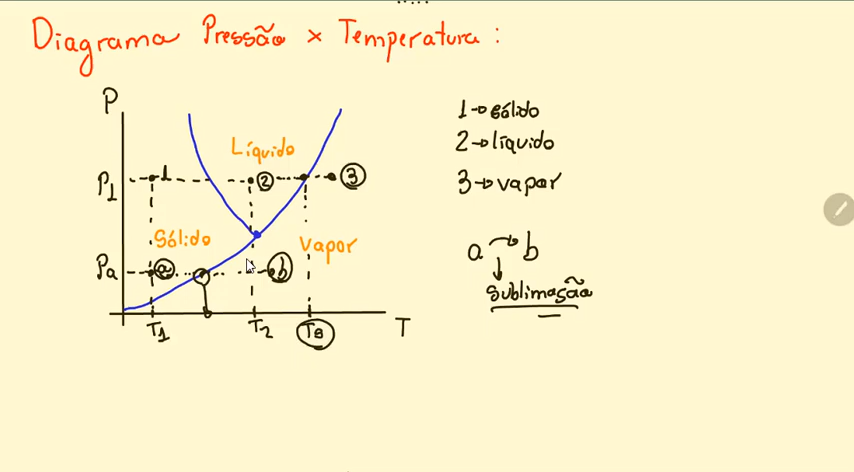 Diagrama Pressão x Temperatura :
P
1 → sólido
2 → líquido
3 → vapor
Líquido
P1 1 2 3
Sólido Vapor
Pa a b
a → b
sublimação
T1 T2 TB T